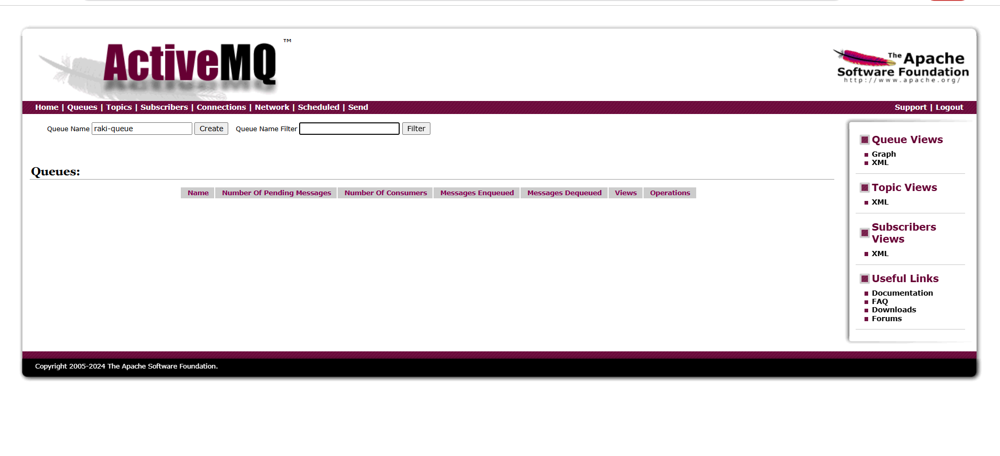 ActiveMQ ™
The Apache
Software Foundation
http://www.apache.org/
Home | Queues | Topics | Subscribers | Connections | Network | Scheduled | Send
Support | Logout
Queue Name raki-queue Create Queue Name Filter Filter
Queues:
Name Number Of Pending Messages Number Of Consumers Messages Enqueued Messages Dequeued Views Operations
Queue Views
Graph
XML
Topic Views
XML
Subscribers
Views
XML
Useful Links
Documentation
FAQ
Downloads
Forums
Copyright 2005-2024 The Apache Software Foundation.